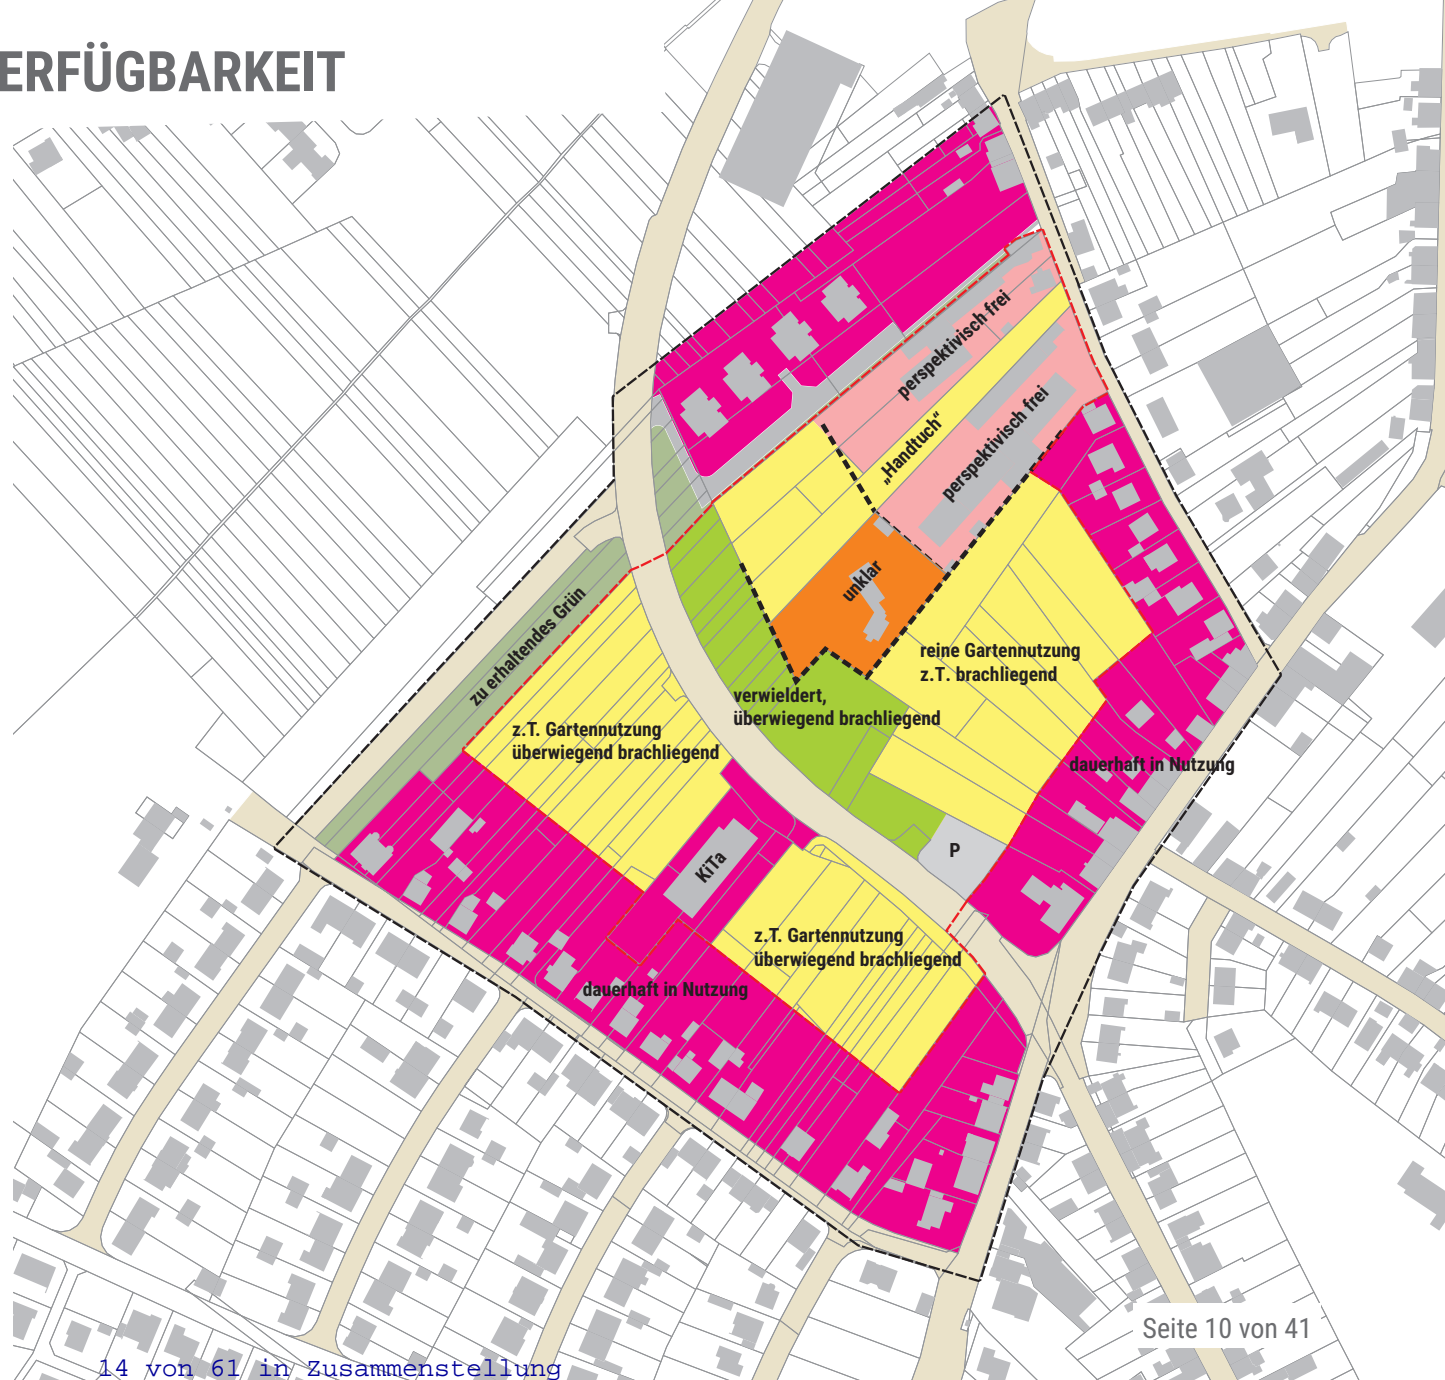 ERFÜGBARKEIT
perspektivisch frei
„Handtuch“
perspektivisch frei
unklar
zu erhaltendes Grün
reine Gartennutzung
z.T. brachliegend
verwieldert,
überwiegend brachliegend
z.T. Gartennutzung
überwiegend brachliegend
dauerhaft in Nutzung
P
KiTa
z.T. Gartennutzung
überwiegend brachliegend
dauerhaft in Nutzung
Seite 10 von 41
14 von 61 in Zusammenstellung